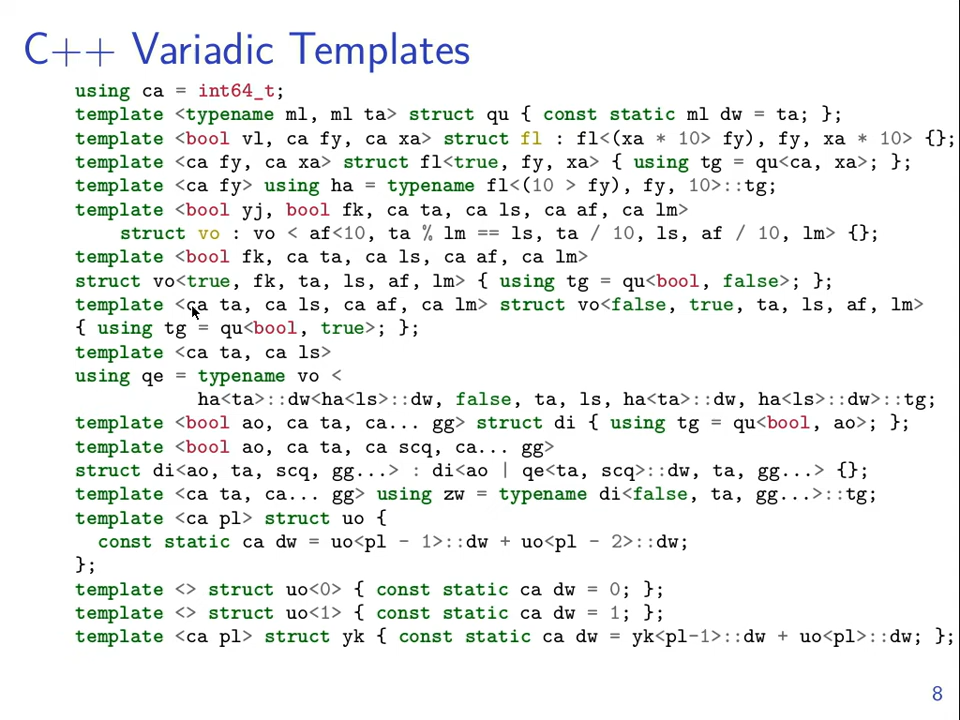 C++ Variadic Templates
using ca = int64_t;
template <typename ml, ml ta> struct qu { const static ml dw = ta; };
template <bool vl, ca fy, ca xa> struct fl : fl<(xa * 10> fy), fy, xa * 10> {};
template <ca fy, ca xa> struct fl<true, fy, xa> { using tg = qu<ca, xa>; };
template <ca fy> using ha = typename fl<(10 > fy), fy, 10>::tg;
template <bool yj, bool fk, ca ta, ca ls, ca af, ca lm>
struct vo : vo < af<10, ta % lm == ls, ta / 10, ls, af / 10, lm> {};
template <bool fk, ca ta, ca ls, ca af, ca lm>
struct vo<true, fk, ta, ls, af, lm> { using tg = qu<bool, false>; };
template <ca ta, ca ls, ca af, ca lm> struct vo<false, true, ta, ls, af, lm>
{ using tg = qu<bool, true>; };
template <ca ta, ca ls>
using qe = typename vo <
ha<ta>::dw<ha<ls>::dw, false, ta, ls, ha<ta>::dw, ha<ls>::dw>::tg;
template <bool ao, ca ta, ca... gg> struct di { using tg = qu<bool, ao>; };
template <bool ao, ca ta, ca scq, ca... gg>
struct di<ao, ta, scq, gg...> : di<ao | qe<ta, scq>::dw, ta, gg...> {};
template <ca ta, ca... gg> using zw = typename di<false, ta, gg...>::tg;
template <ca pl> struct uo {
const static ca dw = uo<pl - 1>::dw + uo<pl - 2>::dw;
};
template <> struct uo<0> { const static ca dw = 0; };
template <> struct uo<1> { const static ca dw = 1; };
template <ca pl> struct yk { const static ca dw = yk<pl-1>::dw + uo<pl>::dw; };
8